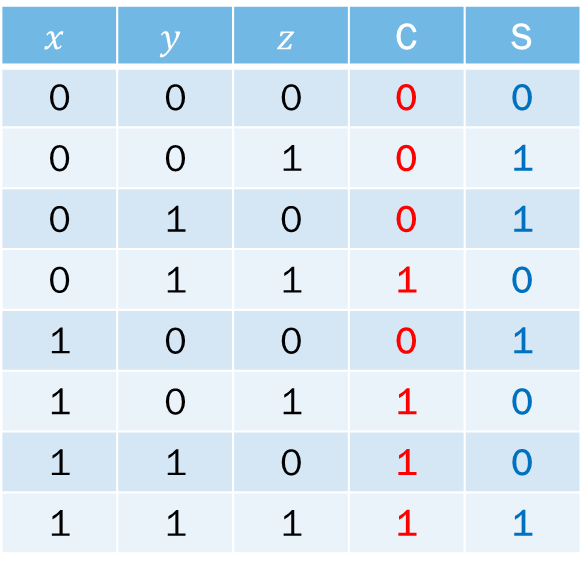 x y z C S
0 0 0 0 0
0 0 1 0 1
0 1 0 0 1
0 1 1 1 0
1 0 0 0 1
1 0 1 1 0
1 1 0 1 0
1 1 1 1 1